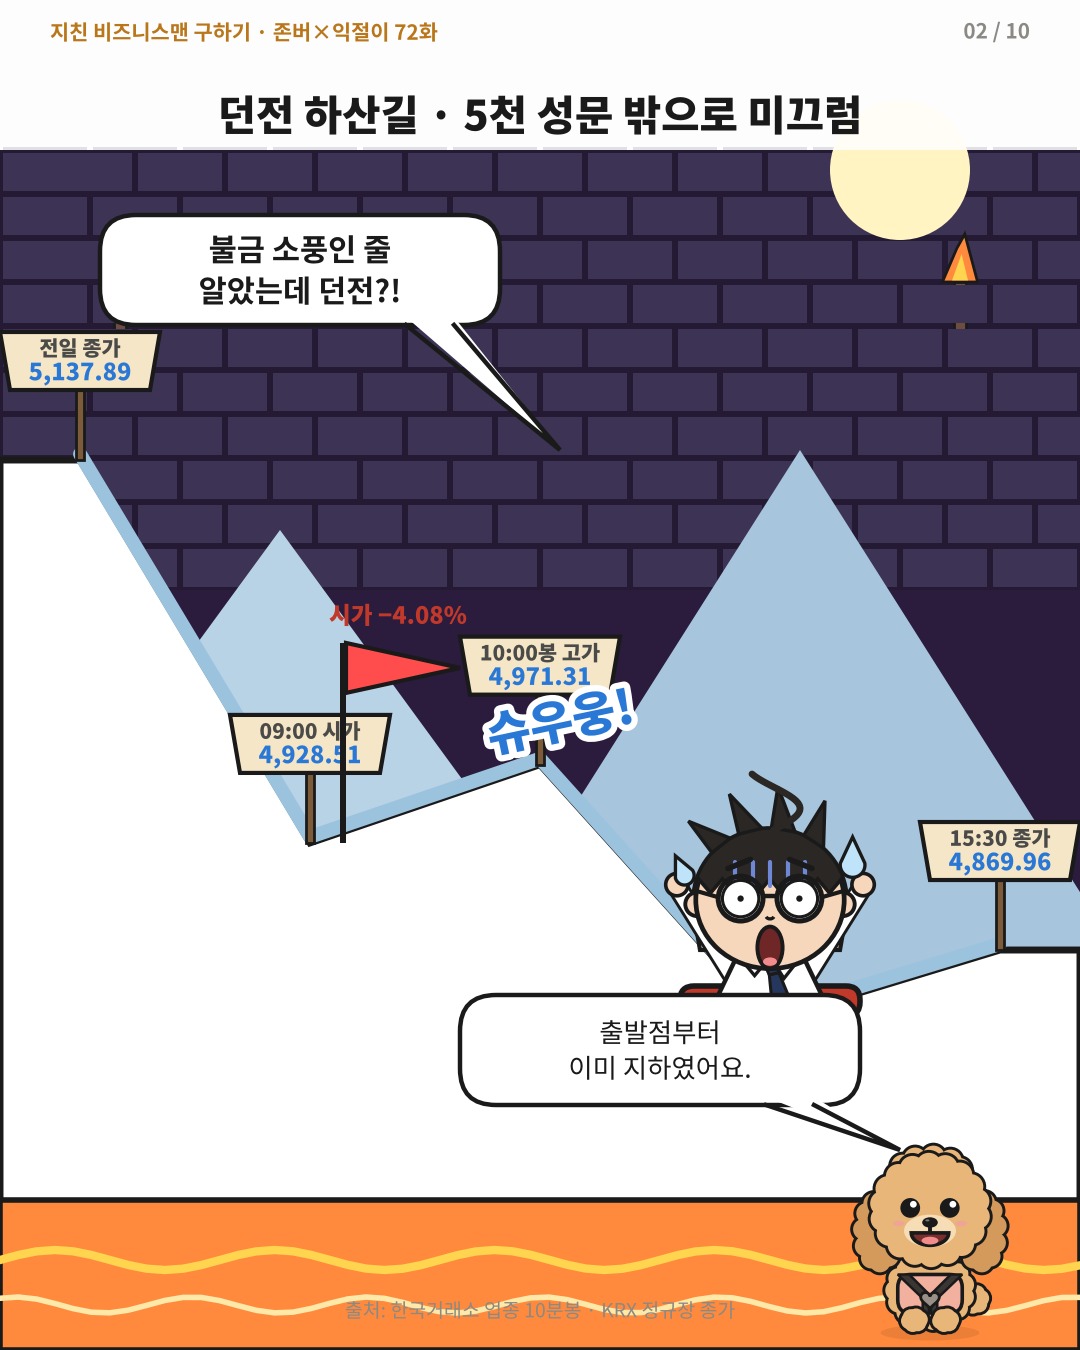 지친 비즈니스맨 구하기 · 존버×익절이 72화
02 / 10
던전 하산길 · 5천 성문 밖으로 미끄럼
불금 소풍인 줄
알았는데 던전?!
전일 종가
5,137.89
시가 −4.08%
10:00봉 고가
4,971.31
슈우웅!
09:00 시가
4,928.51
15:30 종가
4,869.96
출발점부터
이미 지하였어요.
출처: 한국거래소 업종 10분봉 · KRX 정규장 종가